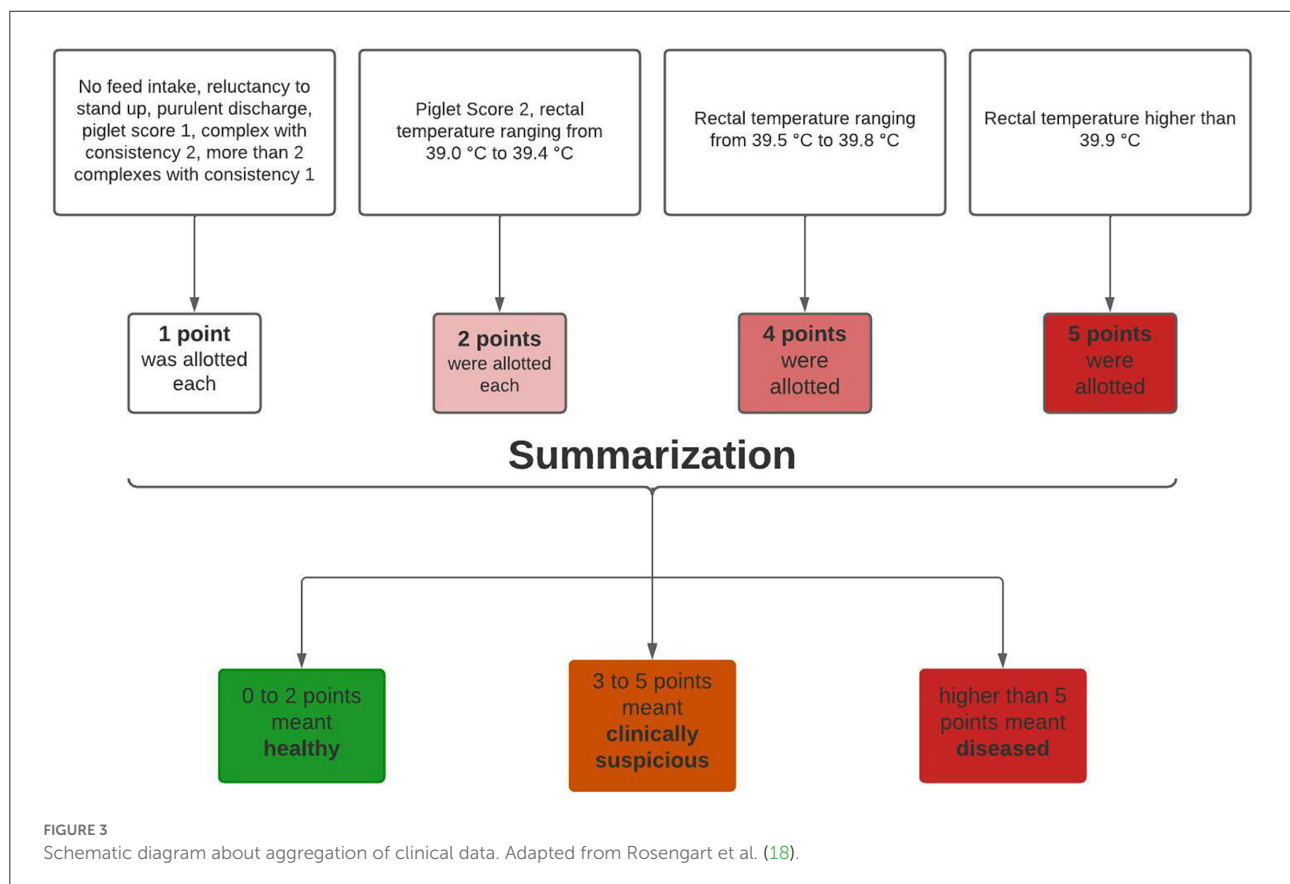 No feed intake, reluctancy to
stand up, purulent discharge,
piglet score 1, complex with
consistency 2, more than 2
complexes with consistency 1
Piglet Score 2, rectal
temperature ranging from
39.0 °C to 39.4 °C
Rectal temperature ranging
from 39.5 °C to 39.8 °C
Rectal temperature higher than
39.9 °C
1 point
was allotted
each
2 points
were allotted
each
4 points
were
allotted
5 points
were
allotted
Summarization
0 to 2 points
meant
healthy
3 to 5 points
meant
clinically
suspicious
higher than 5
points meant
diseased
FIGURE 3
Schematic diagram about aggregation of clinical data. Adapted from Rosengart et al. (18).